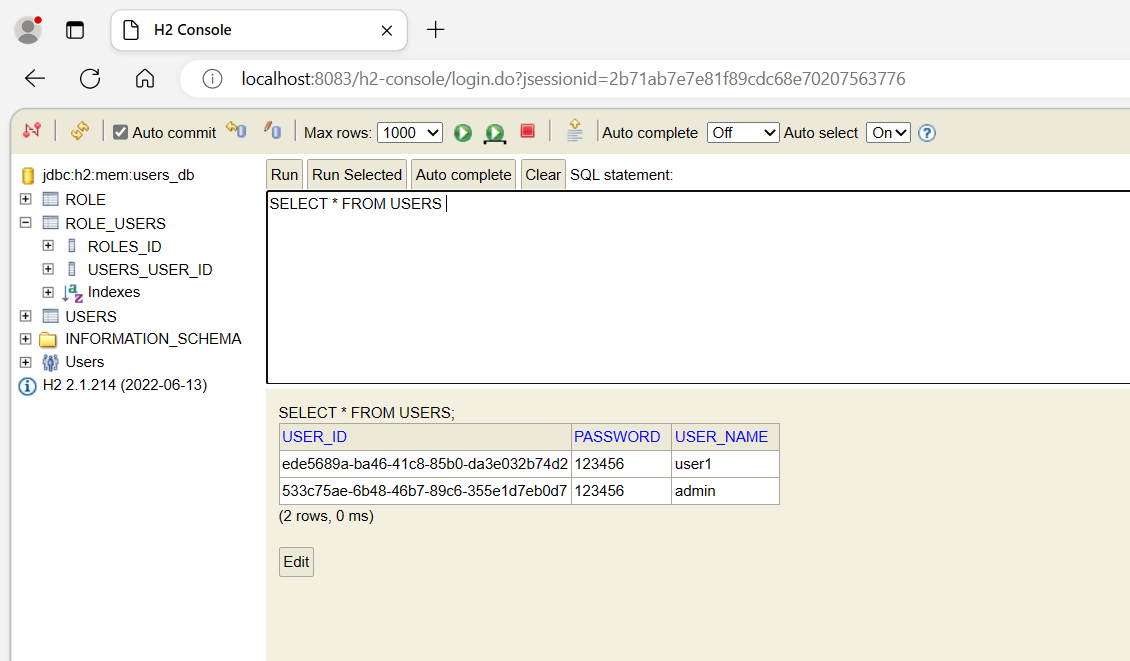 H2 Console
localhost:8083/h2-console/login.do?jsessionid=2b71ab7e7e81f89cdc68e70207563776
Auto commit Max rows: 1000 Auto complete Off Auto select On ?
jdbc:h2:mem:users_db
ROLE
ROLE_USERS
ROLES_ID
USERS_USER_ID
Indexes
USERS
INFORMATION_SCHEMA
Users
H2 2.1.214 (2022-06-13)
Run Run Selected Auto complete Clear SQL statement:
SELECT * FROM USERS
SELECT * FROM USERS;
USER_ID PASSWORD USER_NAME
ede5689a-ba46-41c8-85b0-da3e032b74d2 123456 user1
533c75ae-6b48-46b7-89c6-355e1d7eb0d7 123456 admin
(2 rows, 0 ms)
Edit